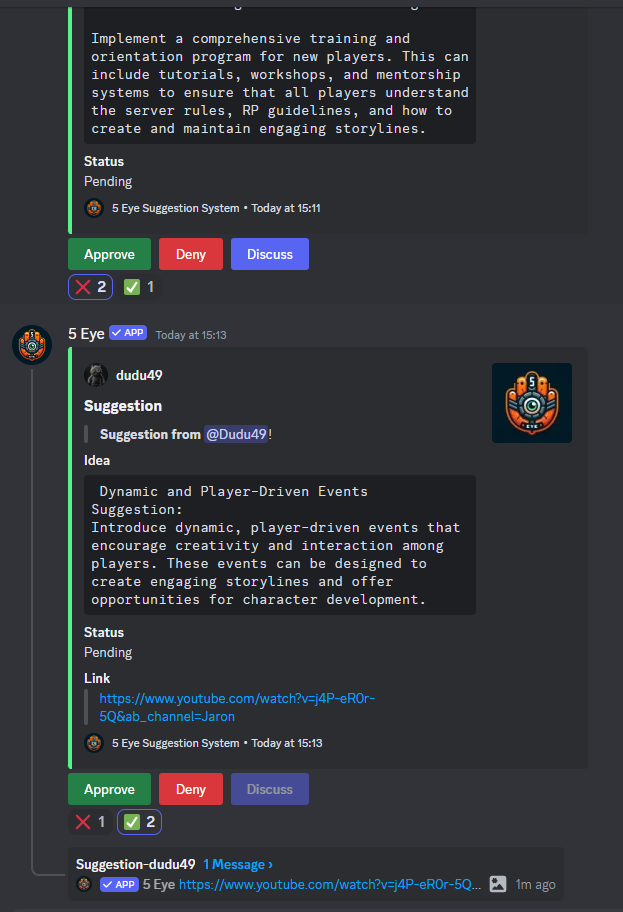 Implement a comprehensive training and
orientation program for new players. This can
include tutorials, workshops, and mentorship
systems to ensure that all players understand
the server rules, RP guidelines, and how to
create and maintain engaging storylines.
Status
Pending
5 Eye Suggestion System • Today at 15:11
Approve Deny Discuss
❌ 2 ✅ 1
5 Eye ✓ APP Today at 15:13
dudu49
Suggestion
Suggestion from @Dudu49!
Idea
Dynamic and Player-Driven Events
Suggestion:
Introduce dynamic, player-driven events that
encourage creativity and interaction among
players. These events can be designed to
create engaging storylines and offer
opportunities for character development.
Status
Pending
Link
https://www.youtube.com/watch?v=j4P-eR0r-
5Q&ab_channel=Jaron
5 Eye Suggestion System • Today at 15:13
Approve Deny Discuss
❌ 1 ✅ 2
Suggestion-dudu49 1 Message ›
✓ APP 5 Eye https://www.youtube.com/watch?v=j4P-eR0r-5Q... 1m ago
5
EYE